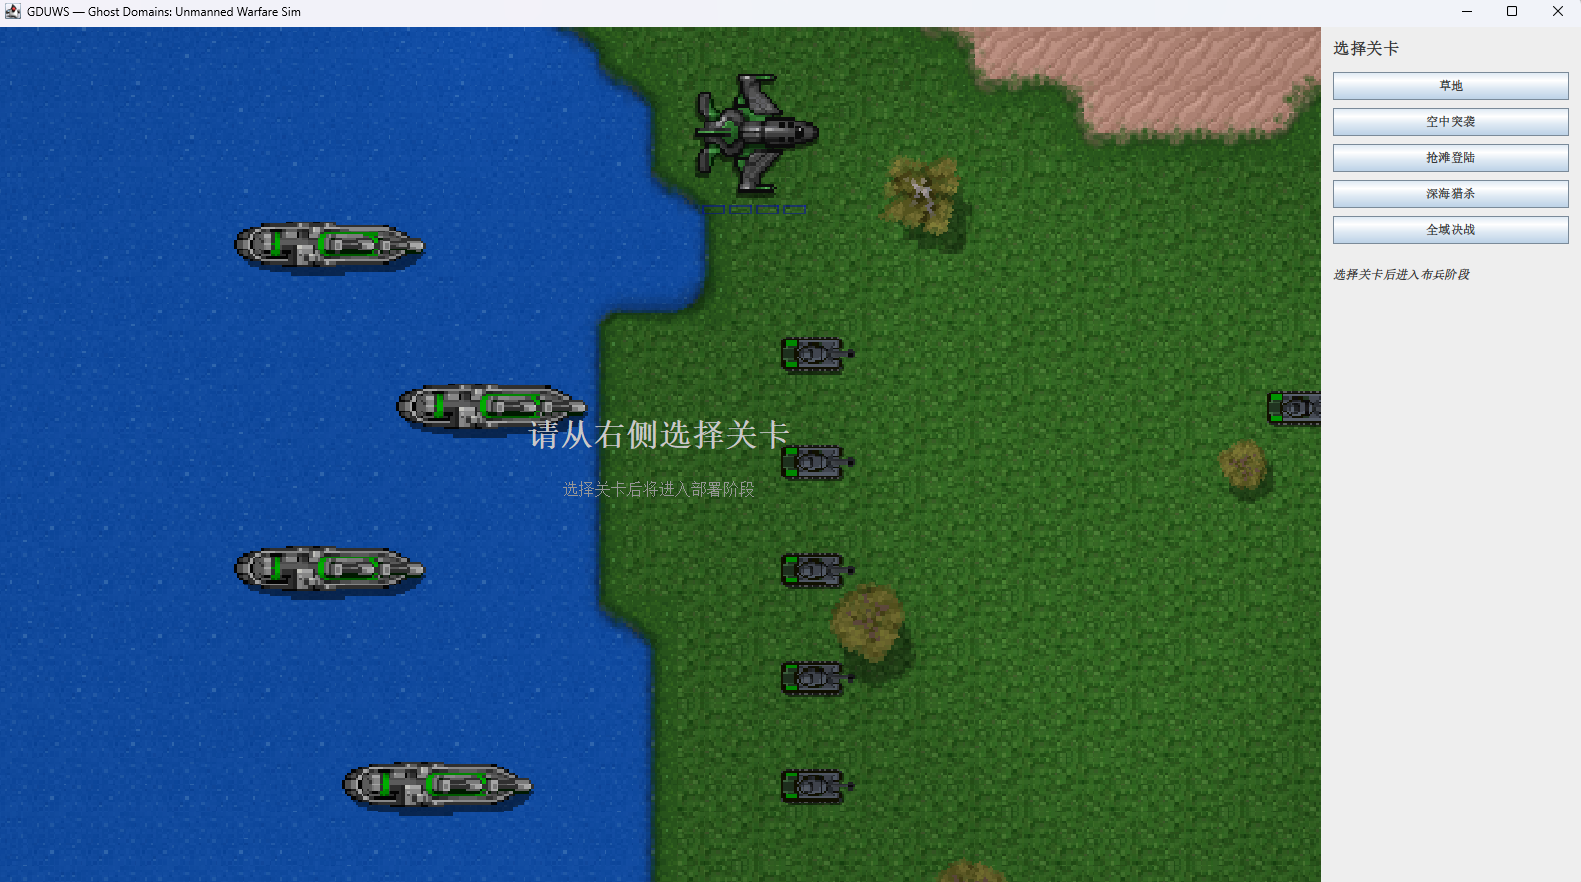 GDUWS — Ghost Domains: Unmanned Warfare Sim
选择关卡
草地
空中突袭
抢滩登陆
深海猎杀
全域决战
选择关卡后进入布兵阶段
请从右侧选择关卡
选择关卡后将进入部署阶段